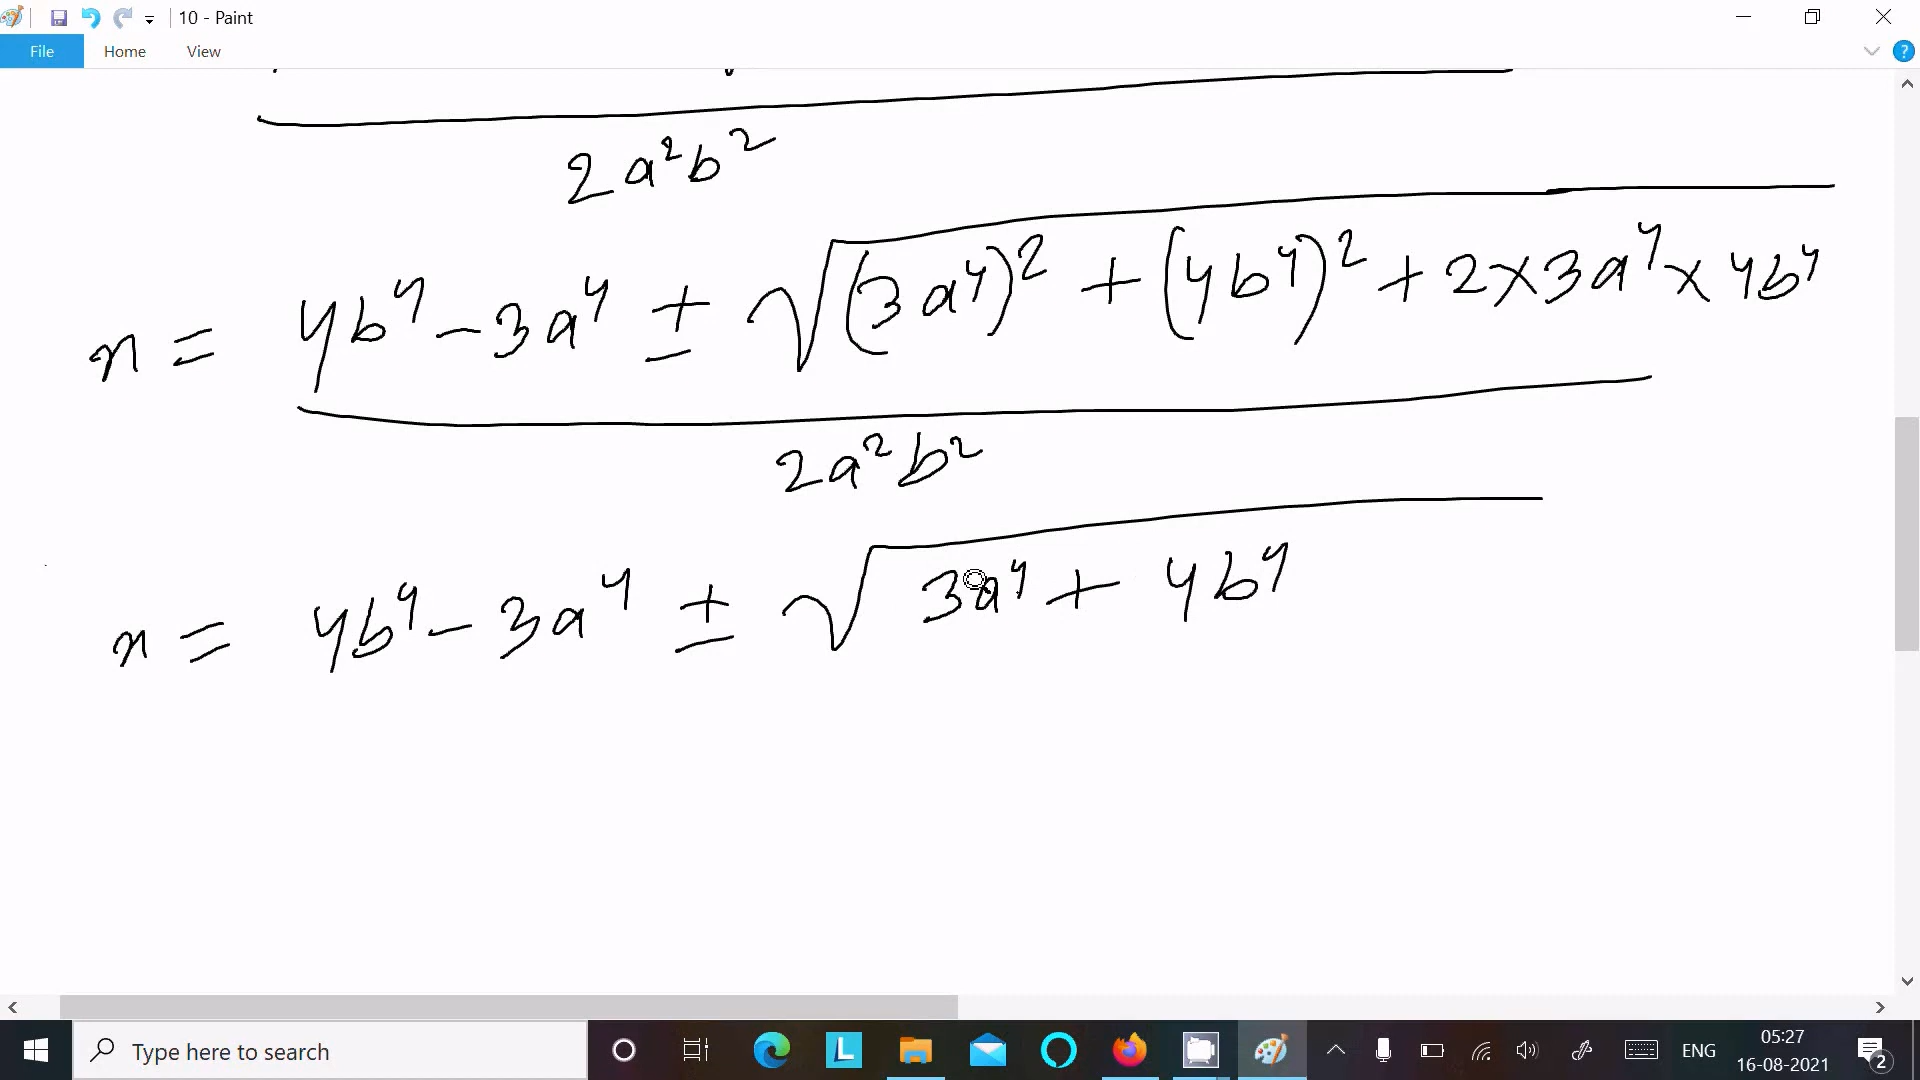 10 - Paint
File Home View
2a²b²
x = 4b⁴ - 3a⁴ ± √(3a⁴)² + (4b⁴)² + 2×3a⁴×4b⁴
2a²b²
x = 4b⁴ - 3a⁴ ± √3a⁴ + 4b⁴
Type here to search
L
ENG
05:27
16-08-2021
2